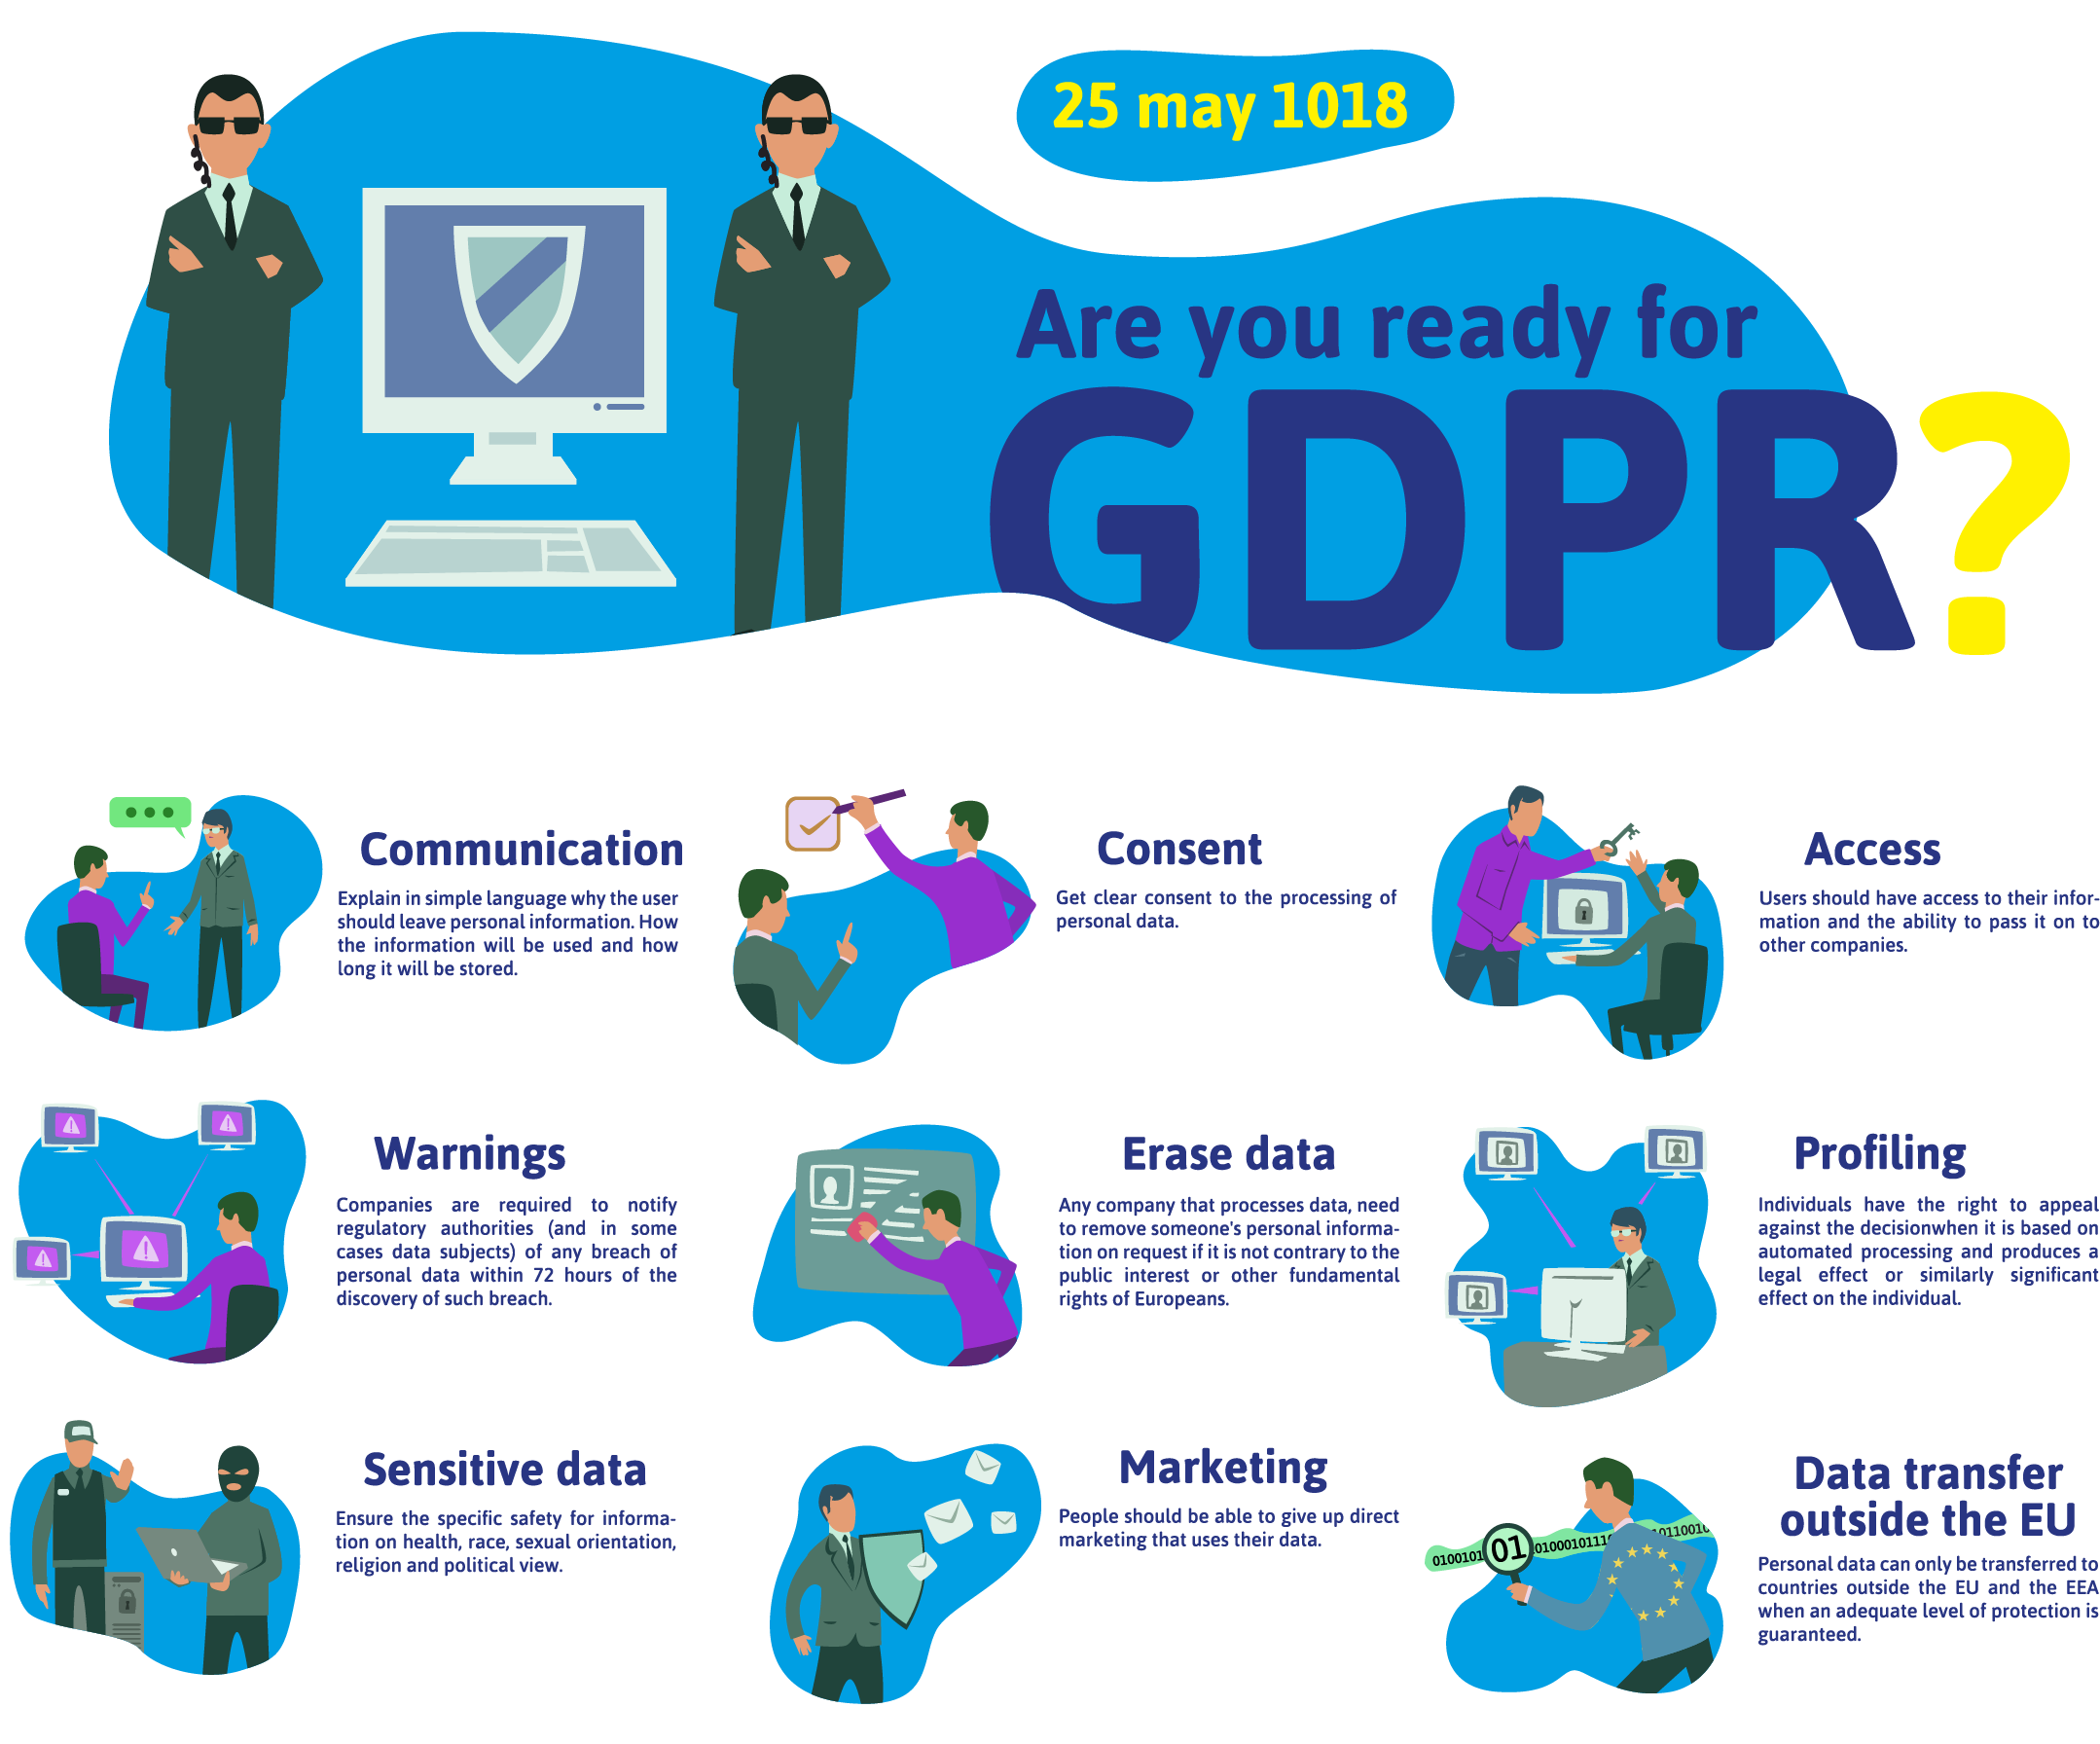 25 may 1018
Are you ready for
GDPR?
Communication
Explain in simple language why the user
should leave personal information. How
the information will be used and how
long it will be stored.
Consent
Get clear consent to the processing of
personal data.
Access
Users should have access to their infor-
mation and the ability to pass it on to
other companies.
Warnings
Companies are required to notify
regulatory authorities (and in some
cases data subjects) of any breach of
personal data within 72 hours of the
discovery of such breach.
Erase data
Any company that processes data, need
to remove someone's personal informa-
tion on request if it is not contrary to the
public interest or other fundamental
rights of Europeans.
Profiling
Individuals have the right to appeal
against the decisionwhen it is based on
automated processing and produces a
legal effect or similarly significant
effect on the individual.
Sensitive data
Ensure the specific safety for informa-
tion on health, race, sexual orientation,
religion and political view.
Marketing
People should be able to give up direct
marketing that uses their data.
0100101 01 0100010111 0110010
Data transfer
outside the EU
Personal data can only be transferred to
countries outside the EU and the EEA
when an adequate level of protection is
guaranteed.